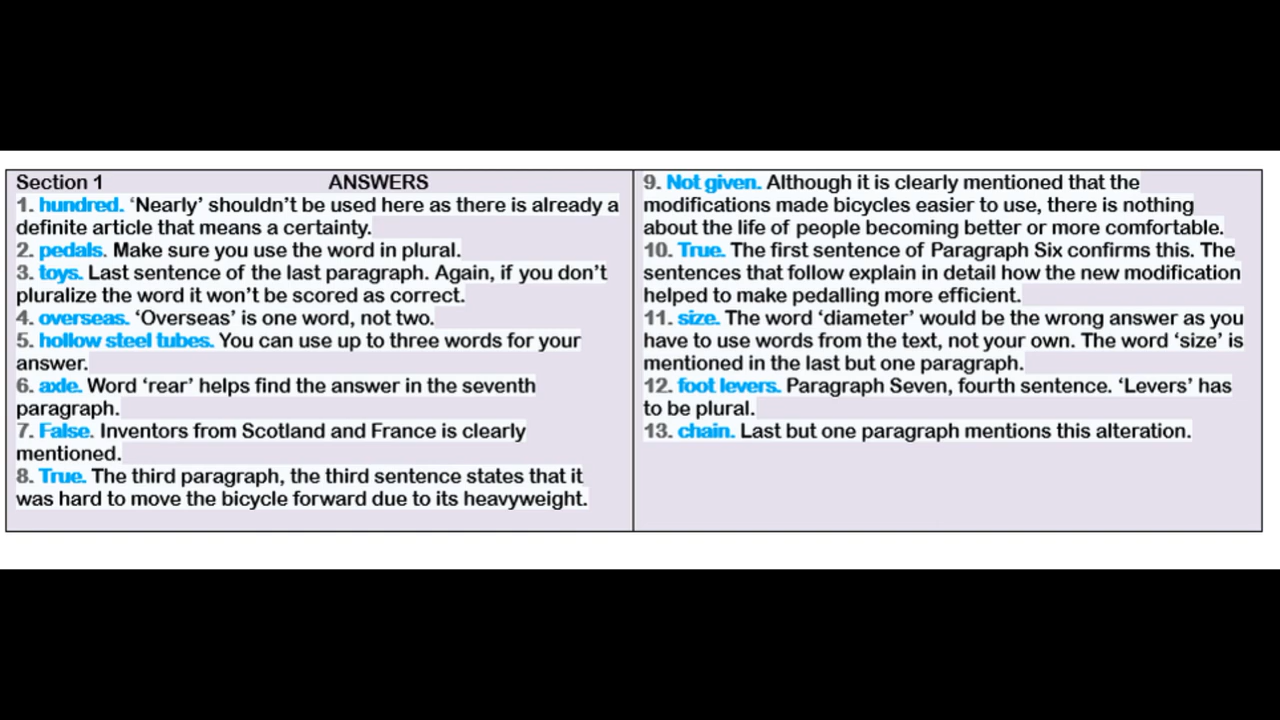 Section 1 ANSWERS
1. hundred. ‘Nearly’ shouldn’t be used here as there is already a
definite article that means a certainty.
2. pedals. Make sure you use the word in plural.
3. toys. Last sentence of the last paragraph. Again, if you don’t
pluralize the word it won’t be scored as correct.
4. overseas. ‘Overseas’ is one word, not two.
5. hollow steel tubes. You can use up to three words for your
answer.
6. axle. Word ‘rear’ helps find the answer in the seventh
paragraph.
7. False. Inventors from Scotland and France is clearly
mentioned.
8. True. The third paragraph, the third sentence states that it
was hard to move the bicycle forward due to its heavyweight.
9. Not given. Although it is clearly mentioned that the
modifications made bicycles easier to use, there is nothing
about the life of people becoming better or more comfortable.
10. True. The first sentence of Paragraph Six confirms this. The
sentences that follow explain in detail how the new modification
helped to make pedalling more efficient.
11. size. The word ‘diameter’ would be the wrong answer as you
have to use words from the text, not your own. The word ‘size’ is
mentioned in the last but one paragraph.
12. foot levers. Paragraph Seven, fourth sentence. ‘Levers’ has
to be plural.
13. chain. Last but one paragraph mentions this alteration.